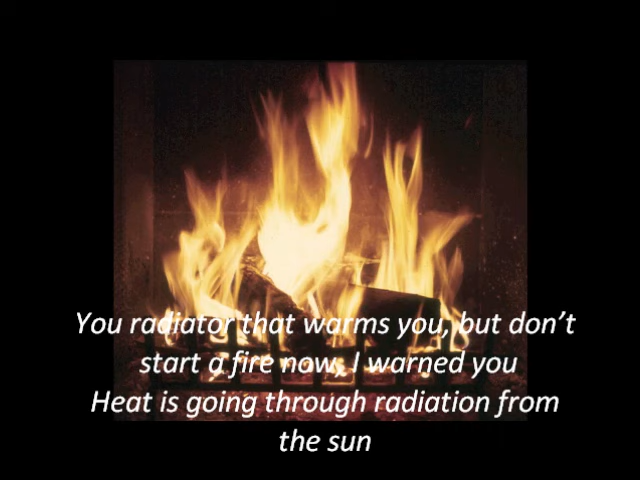 You radiator that warms you, but don’t
start a fire now, I warned you
Heat is going through radiation from
the sun